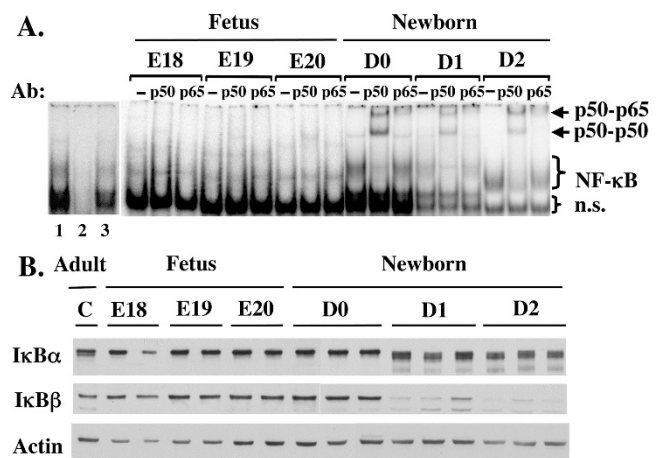 A.
Fetus Newborn
E18 E19 E20 D0 D1 D2
Ab: – p50 p65 – p50 p65 – p50 p65 – p50 p65 – p50 p65 – p50 p65
p50-p65
p50-p50
NF-κB
n.s.
1 2 3
B. Adult Fetus Newborn
C E18 E19 E20 D0 D1 D2
IκBα
IκBβ
Actin